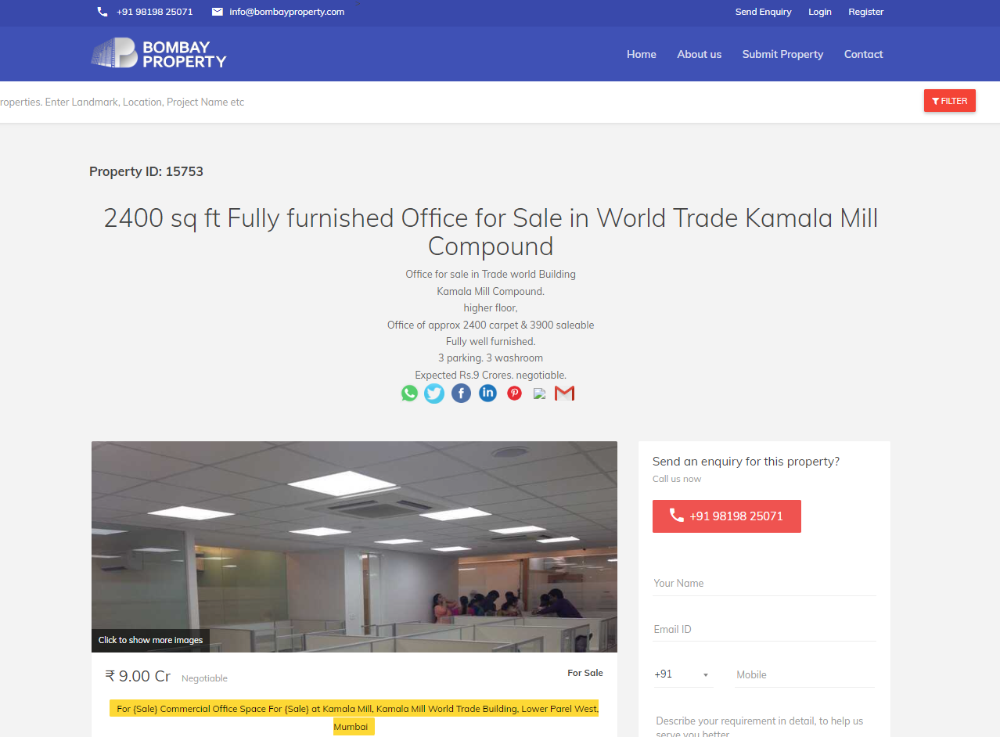 +91 98198 25071 info@bombayproperty.com Send Enquiry Login Register
BOMBAY
PROPERTY
Home About us Submit Property Contact
roperties. Enter Landmark, Location, Project Name etc
FILTER
Property ID: 15753
2400 sq ft Fully furnished Office for Sale in World Trade Kamala Mill
Compound
Office for sale in Trade world Building
Kamala Mill Compound.
higher floor,
Office of approx 2400 carpet & 3900 saleable
Fully well furnished.
3 parking. 3 washroom
Expected Rs.9 Crores. negotiable.
Click to show more images
₹ 9.00 Cr Negotiable For Sale
For {Sale} Commercial Office Space For {Sale} at Kamala Mill, Kamala Mill World Trade Building, Lower Parel West,
Mumbai
Send an enquiry for this property?
Call us now
+91 98198 25071
Your Name
Email ID
+91 Mobile
Describe your requirement in detail, to help us
serve you better